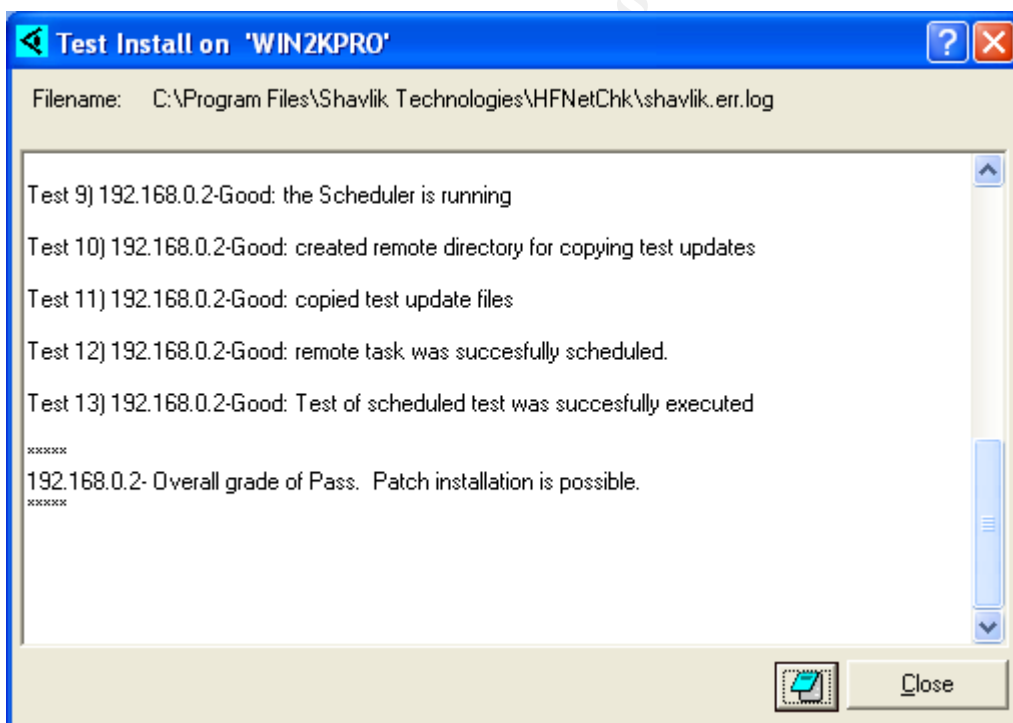 Test Install on 'WIN2KPRO'
Filename: C:\Program Files\Shavlik Technologies\HFNetChk\shavlik.err.log
Test 9) 192.168.0.2-Good: the Scheduler is running
Test 10) 192.168.0.2-Good: created remote directory for copying test updates
Test 11) 192.168.0.2-Good: copied test update files
Test 12) 192.168.0.2-Good: remote task was succesfully scheduled.
Test 13) 192.168.0.2-Good: Test of scheduled test was succesfully executed
*****
192.168.0.2- Overall grade of Pass.  Patch installation is possible.
*****
Close